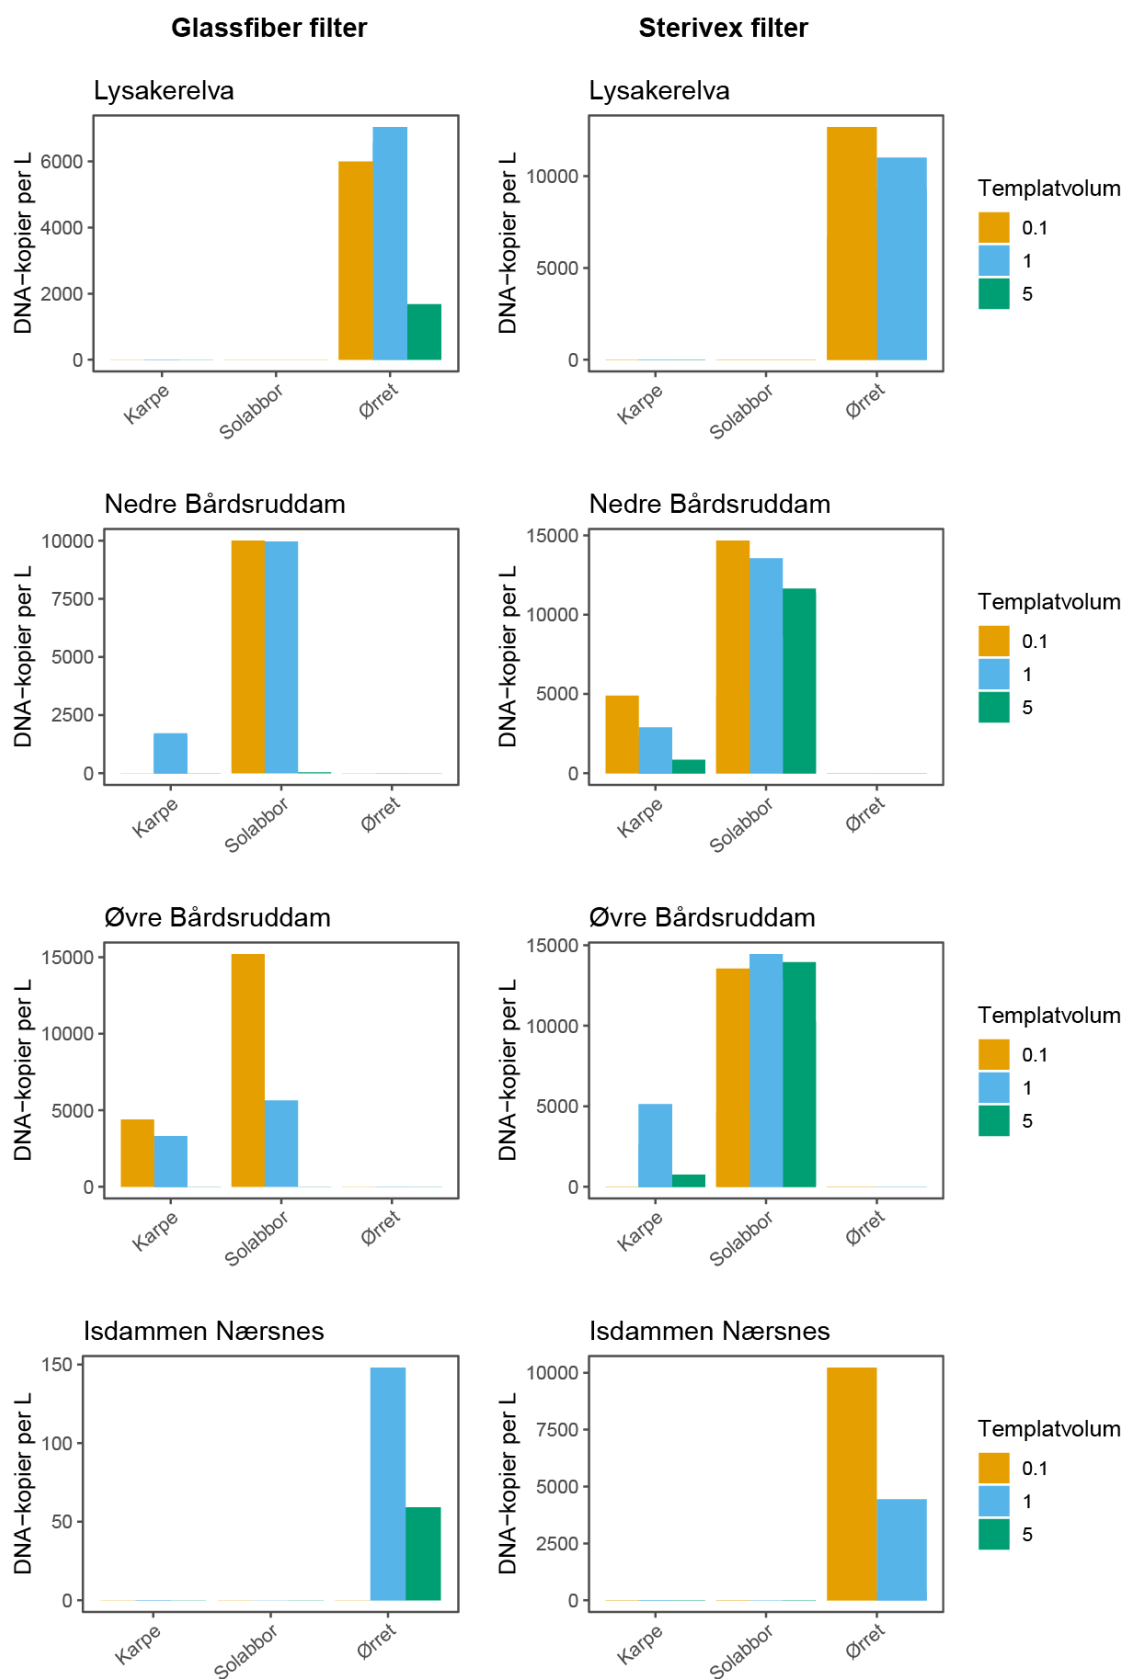 Glassfiber filter
Sterivex filter
Lysakerelva
DNA−kopier per L
6000
4000
2000
0
Karpe
Solabbor
Ørret
Lysakerelva
DNA−kopier per L
10000
5000
0
Karpe
Solabbor
Ørret
Templatvolum
0.1
1
5
Nedre Bårdsruddam
DNA−kopier per L
10000
7500
5000
2500
0
Karpe
Solabbor
Ørret
Nedre Bårdsruddam
DNA−kopier per L
15000
10000
5000
0
Karpe
Solabbor
Ørret
Templatvolum
0.1
1
5
Øvre Bårdsruddam
DNA−kopier per L
15000
10000
5000
0
Karpe
Solabbor
Ørret
Øvre Bårdsruddam
DNA−kopier per L
15000
10000
5000
0
Karpe
Solabbor
Ørret
Templatvolum
0.1
1
5
Isdammen Nærsnes
DNA−kopier per L
150
100
50
0
Karpe
Solabbor
Ørret
Isdammen Nærsnes
DNA−kopier per L
10000
7500
5000
2500
0
Karpe
Solabbor
Ørret
Templatvolum
0.1
1
5